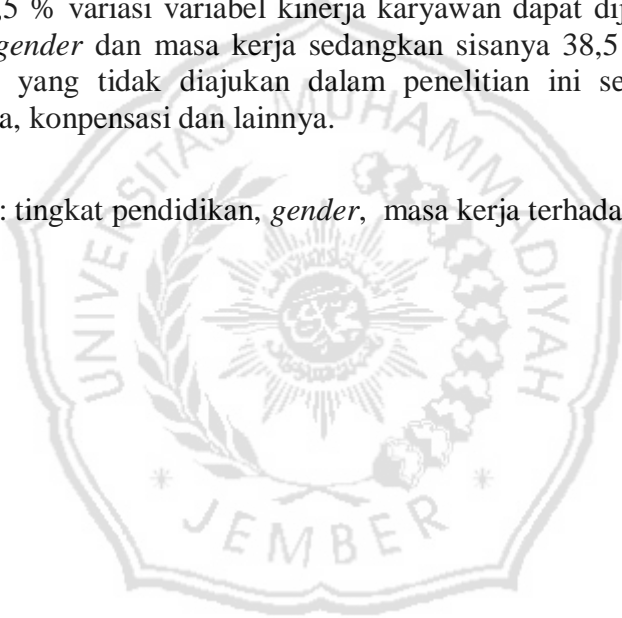 ,5 % variasi variabel kinerja karyawan dapat dij
gender dan masa kerja sedangkan sisanya 38,5
yang tidak diajukan dalam penelitian ini se
a, konpensasi dan lainnya.
: tingkat pendidikan, gender, masa kerja terhada
UNIVERSITAS MUHAMMADIYAH
* JEMBER *